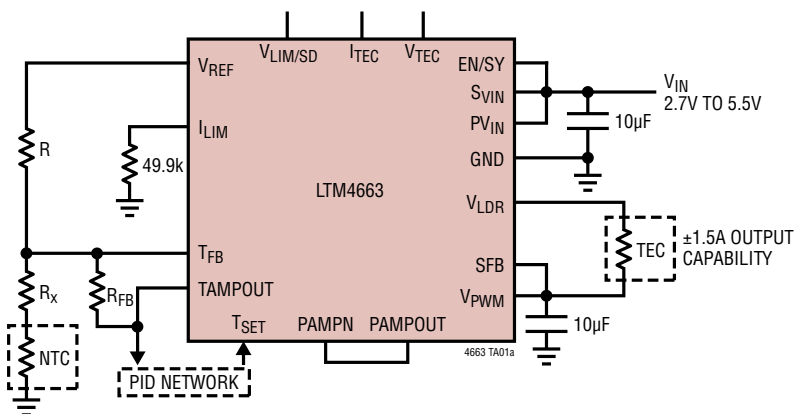 V_LIM/SD I_TEC V_TEC
V_REF
EN/SY
S_VIN
PV_IN
V_IN
2.7V TO 5.5V
I_LIM
10µF
R
49.9k
GND
LTM4663
V_LDR
TEC
±1.5A OUTPUT
CAPABILITY
T_FB
SFB
R_X
R_FB
TAMPOUT
V_PWM
T_SET
PAMPN PAMPOUT
10µF
NTC
4663 TA01a
PID NETWORK